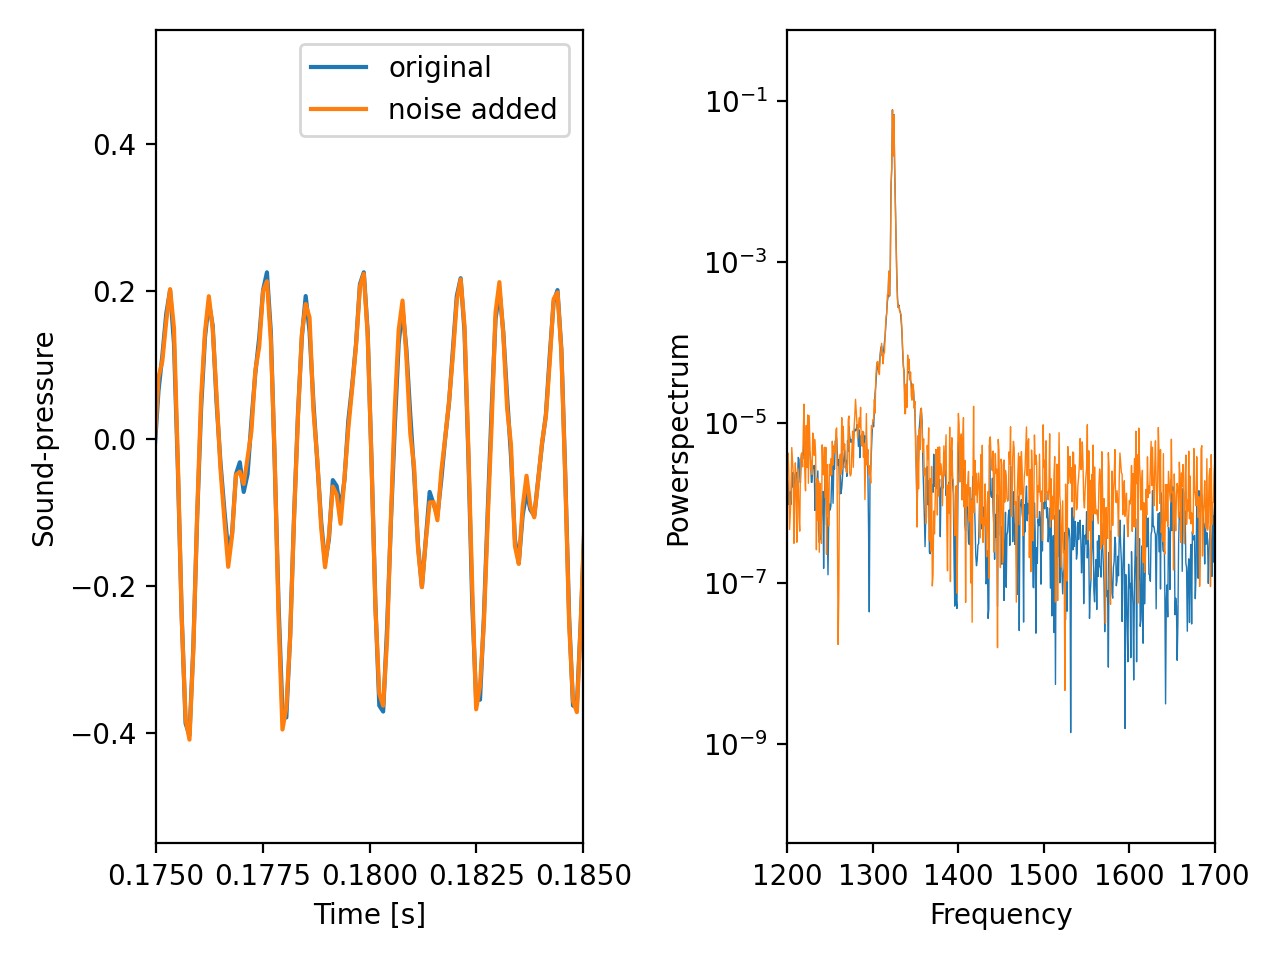 original
noise added
0.4
0.2
0.0
−0.2
−0.4
Sound-pressure
0.1750 0.1775 0.1800 0.1825 0.1850
Time [s]
10⁻¹
10⁻³
10⁻⁵
10⁻⁷
10⁻⁹
Powerspectrum
1200 1300 1400 1500 1600 1700
Frequency